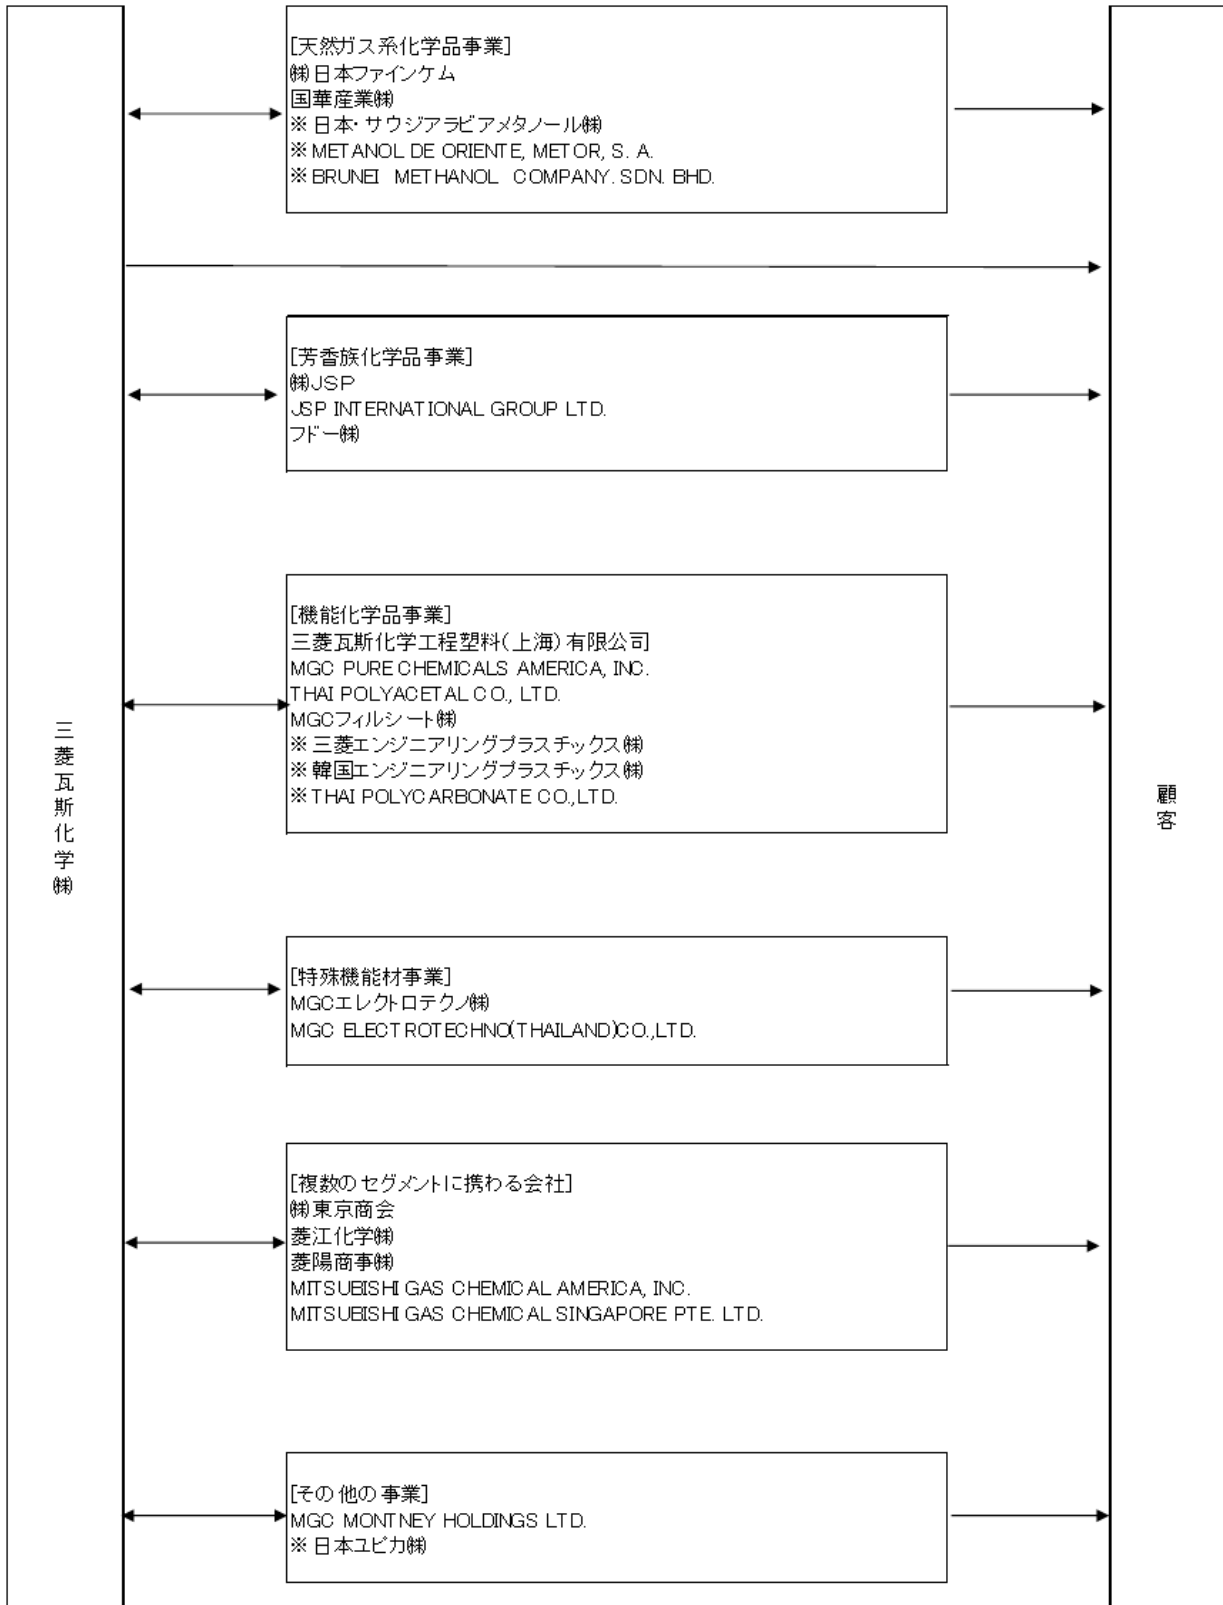 [天然ガス系化学品事業]
㈱日本ファインケム
国華産業㈱
※日本・サウジアラビアメタノール㈱
※METANOL DE ORIENTE, METOR, S. A.
※BRUNEI METHANOL COMPANY. SDN. BHD.
[芳香族化学品事業]
㈱JSP
JSP INTERNATIONAL GROUP LTD.
フドー㈱
[機能化学品事業]
三菱瓦斯化学工程塑料(上海)有限公司
MGC PURE CHEMICALS AMERICA, INC.
THAI POLYACETAL CO., LTD.
MGCフィルシート㈱
※三菱エンジニアリングプラスチックス㈱
※韓国エンジニアリングプラスチックス㈱
※THAI POLYCARBONATE CO.,LTD.
三菱瓦斯化学㈱
顧客
[特殊機能材事業]
MGCエレクトロテクノ㈱
MGC ELECTROTECHNO(THAILAND)CO.,LTD.
[複数のセグメントに携わる会社]
㈱東京商会
菱江化学㈱
菱陽商事㈱
MITSUBISHI GAS CHEMICAL AMERICA, INC.
MITSUBISHI GAS CHEMICAL SINGAPORE PTE. LTD.
[その他の事業]
MGC MONTNEY HOLDINGS LTD.
※日本ユピカ㈱